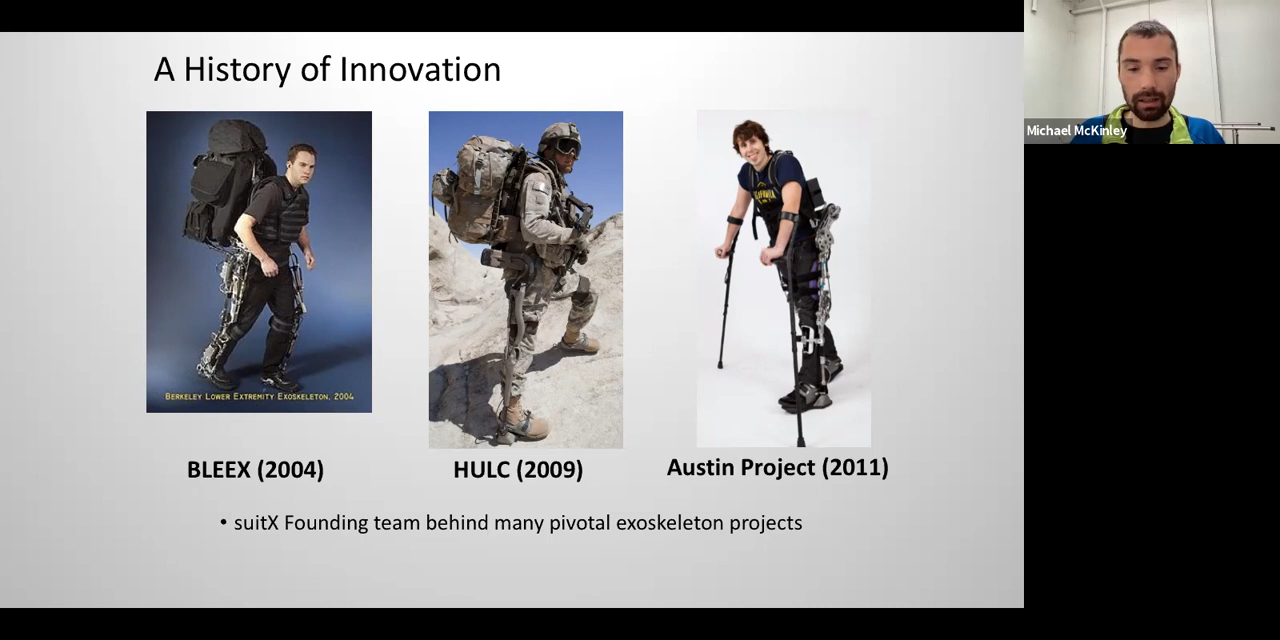 A History of Innovation
Michael McKinley
BERKELEY LOWER EXTREMITY EXOSKELETON, 2004
BLEEX (2004)
HULC (2009)
Austin Project (2011)
• suitX Founding team behind many pivotal exoskeleton projects